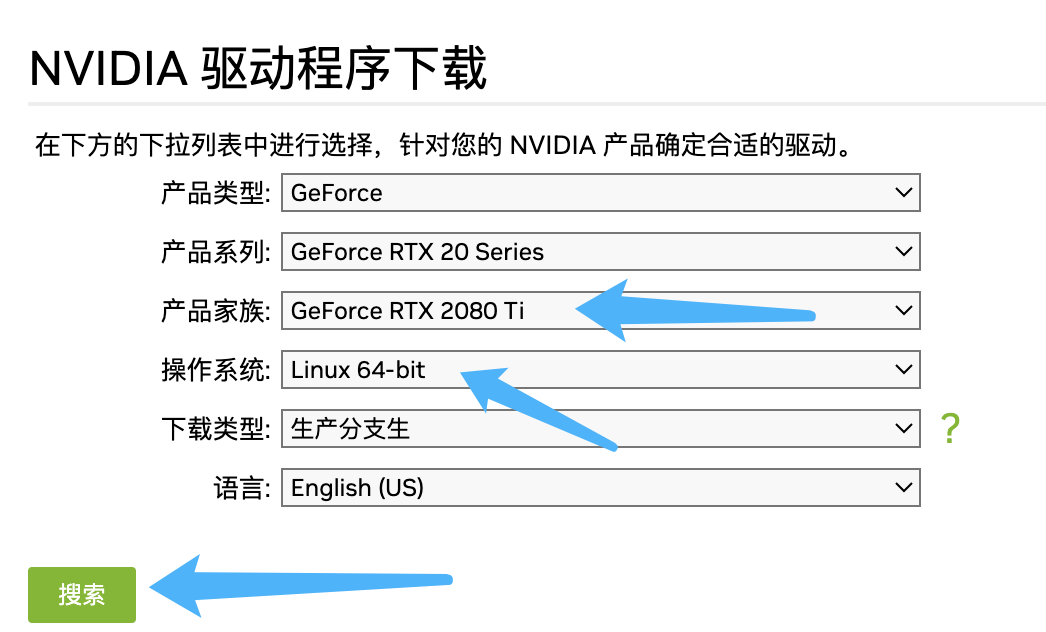 NVIDIA 驱动程序下载
在下方的下拉列表中进行选择，针对您的 NVIDIA 产品确定合适的驱动。
产品类型: GeForce
产品系列: GeForce RTX 20 Series
产品家族: GeForce RTX 2080 Ti
操作系统: Linux 64-bit
下载类型: 生产分支生 ?
语言: English (US)
搜索